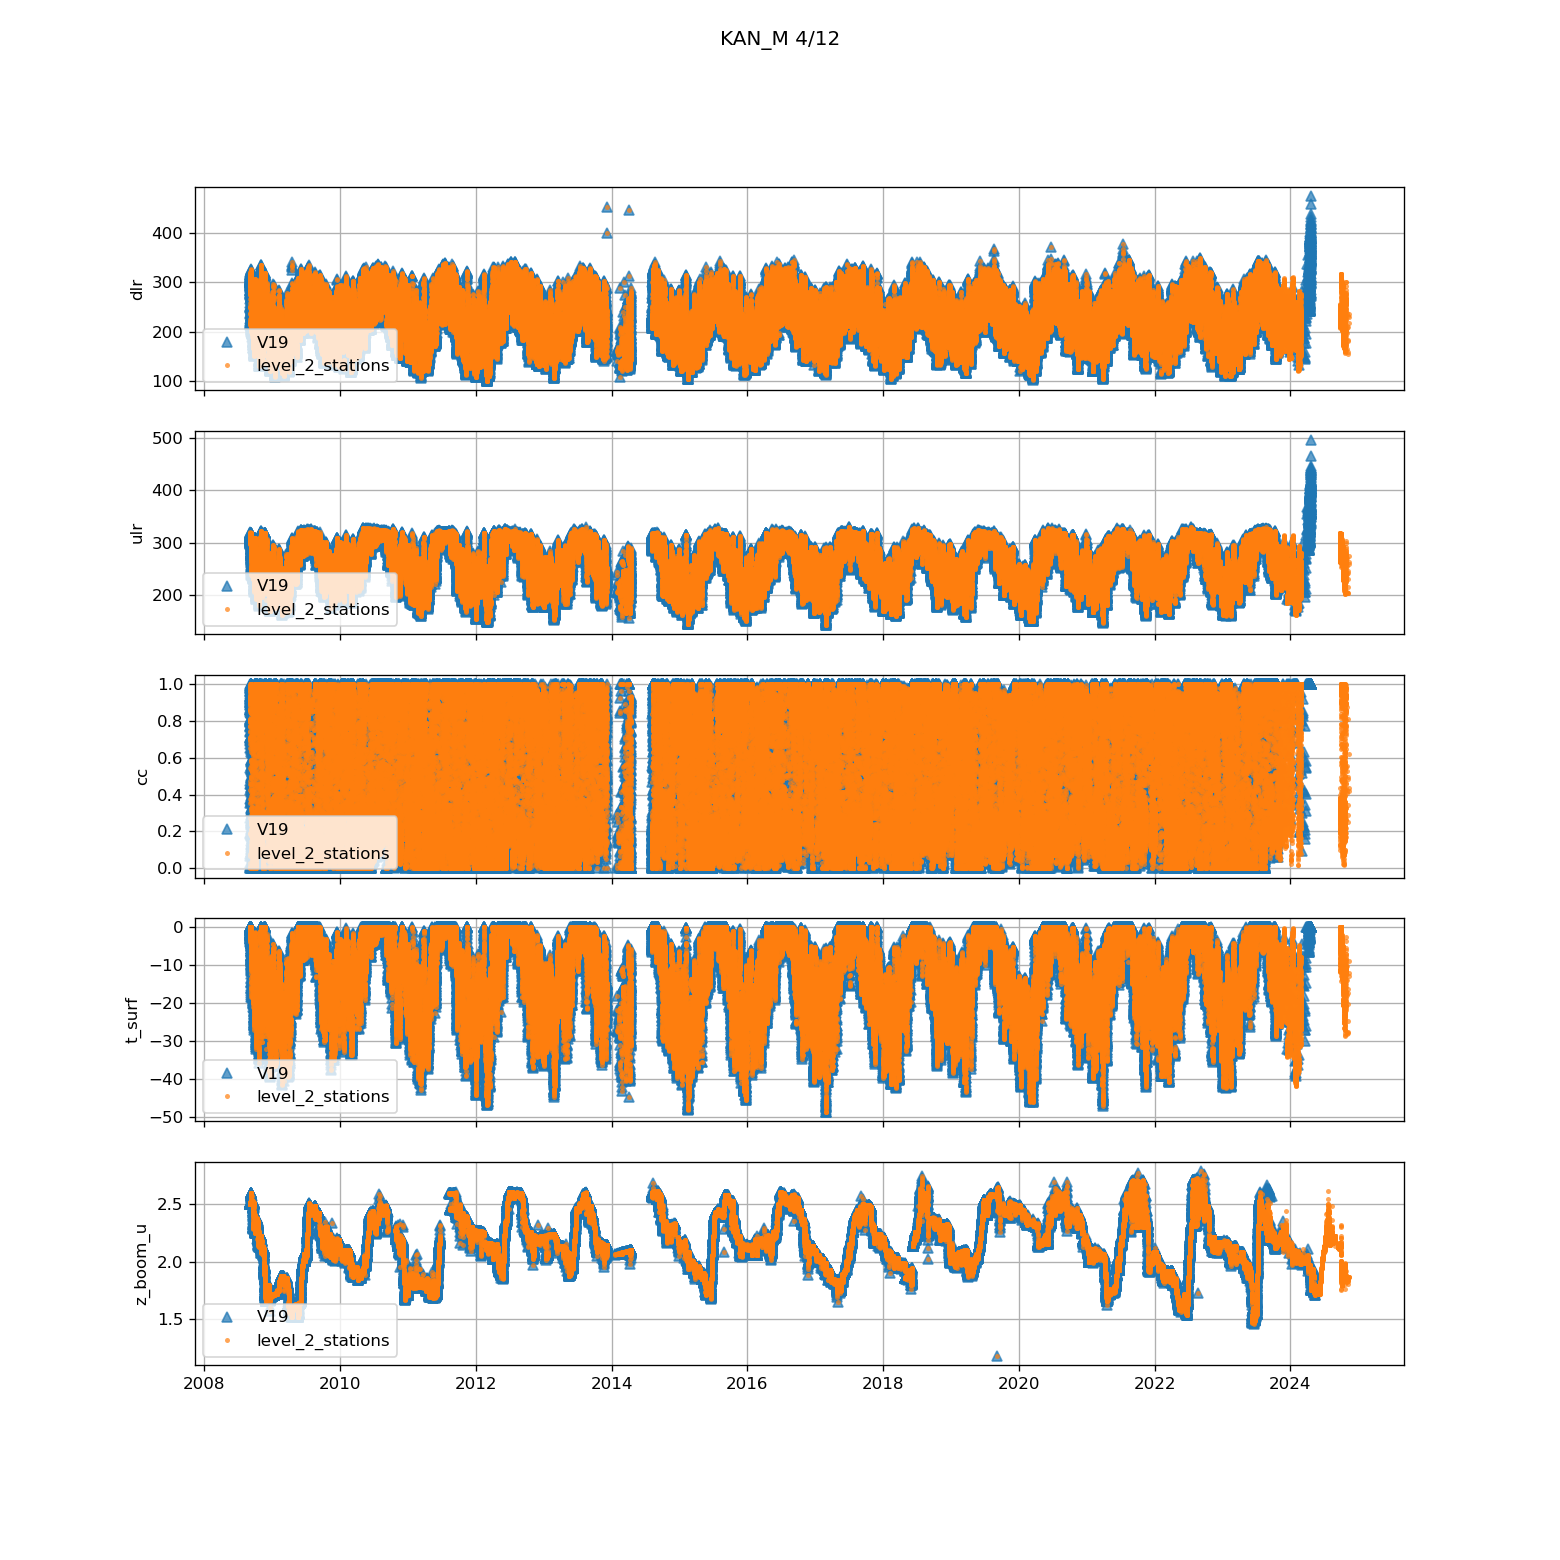 KAN_M 4/12
dlr
400
300
200
100
V19
level_2_stations
ulr
500
400
300
200
V19
level_2_stations
cc
1.0
0.8
0.6
0.4
0.2
0.0
V19
level_2_stations
t_surf
0
−10
−20
−30
−40
−50
V19
level_2_stations
z_boom_u
2.5
2.0
1.5
V19
level_2_stations
2008 2010 2012 2014 2016 2018 2020 2022 2024